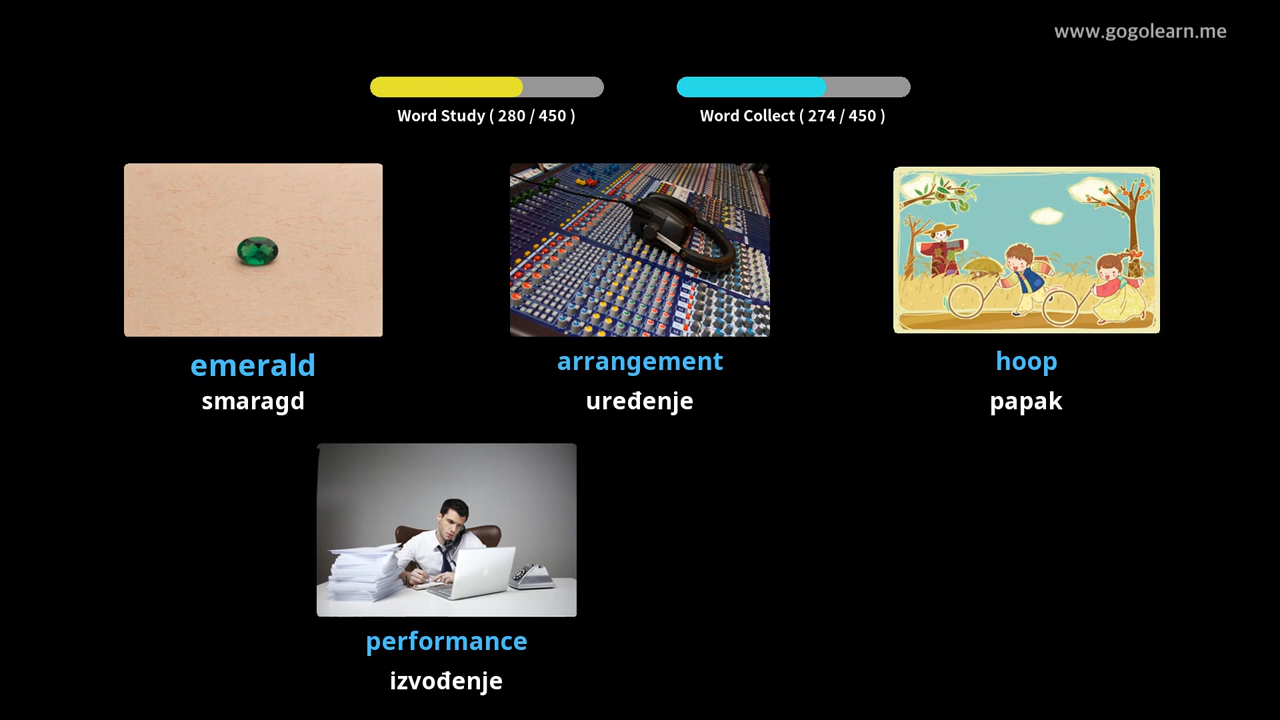 www.gogolearn.me
Word Study ( 280 / 450 )
Word Collect ( 274 / 450 )
emerald
smaragd
arrangement
uređenje
hoop
papak
performance
izvođenje